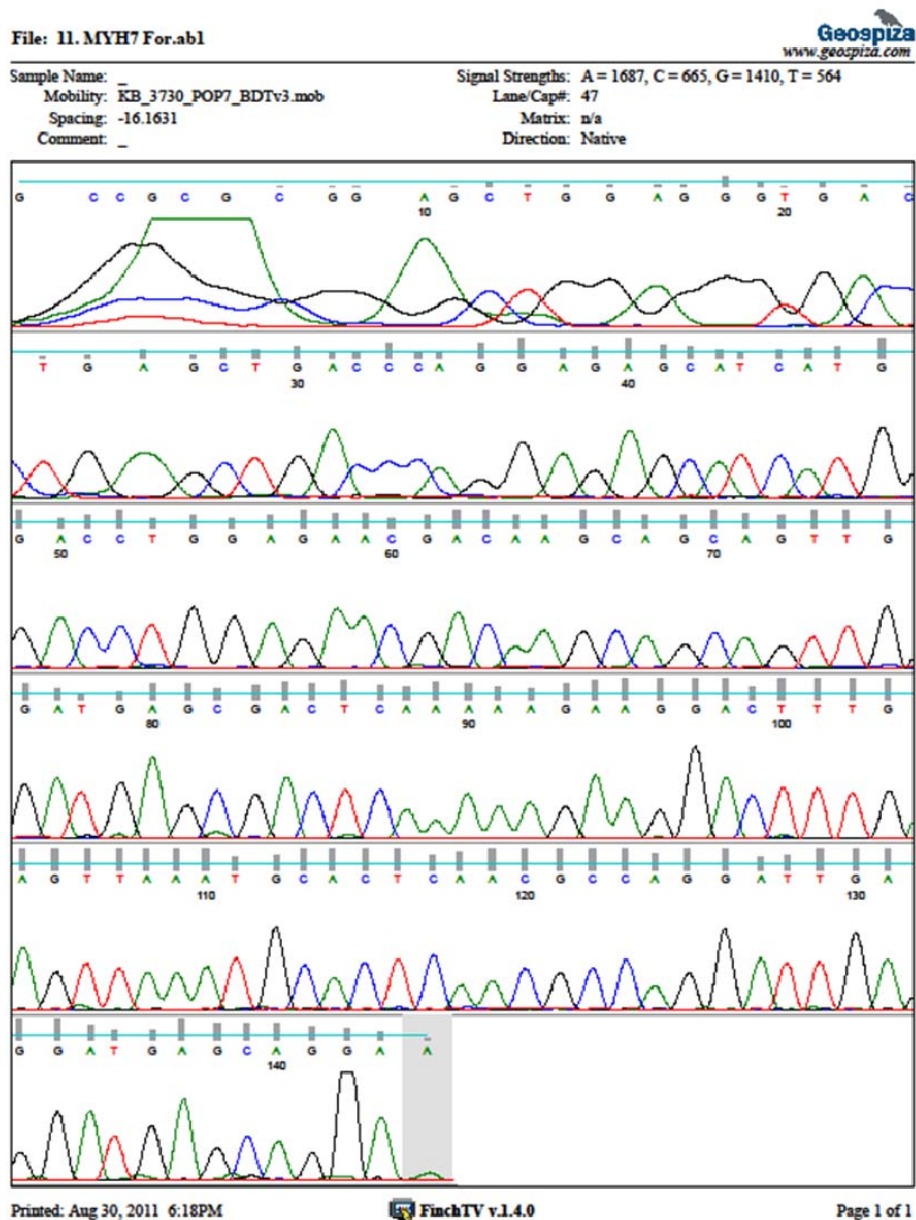 File: 11. MYH7 For.ab1
Geospiza
www.geospiza.com
Sample Name: _
Signal Strengths: A = 1687, C = 665, G = 1410, T = 564
Mobility: KB_3730_POP7_BDTv3.mob
Lane/Cap#: 47
Spacing: -16.1631
Matrix: n/a
Comment: _
Direction: Native
G C C G C G C G G A G C T G G A G G G T G A C
10 20
T G A G C T G A C C C A G G A G A G C A T C A T G
30 40
G A C C T G G A G A A C G A C A A G C A G C A G T T G
50 60 70
G A T G A G C G A C T C A A A A A G A A G G A C T T T G
80 90 100
A G T T A A A T G C A C T C A A C G C C A G G A T T G A
110 120 130
G G A T G A G C A G G A A
140
Printed: Aug 30, 2011 6:18PM
FinchTV v.1.4.0
Page 1 of 1